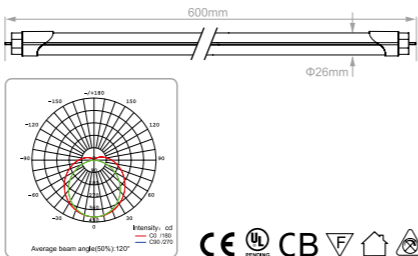 600mm
Φ26mm
-/+180
-150 150
-120 120
-90 90
-60 60
-30 30
0
Intensity: cd
C0 /180
C90 /270
Average beam angle(50%):120°
CE UL CB F
PENDING